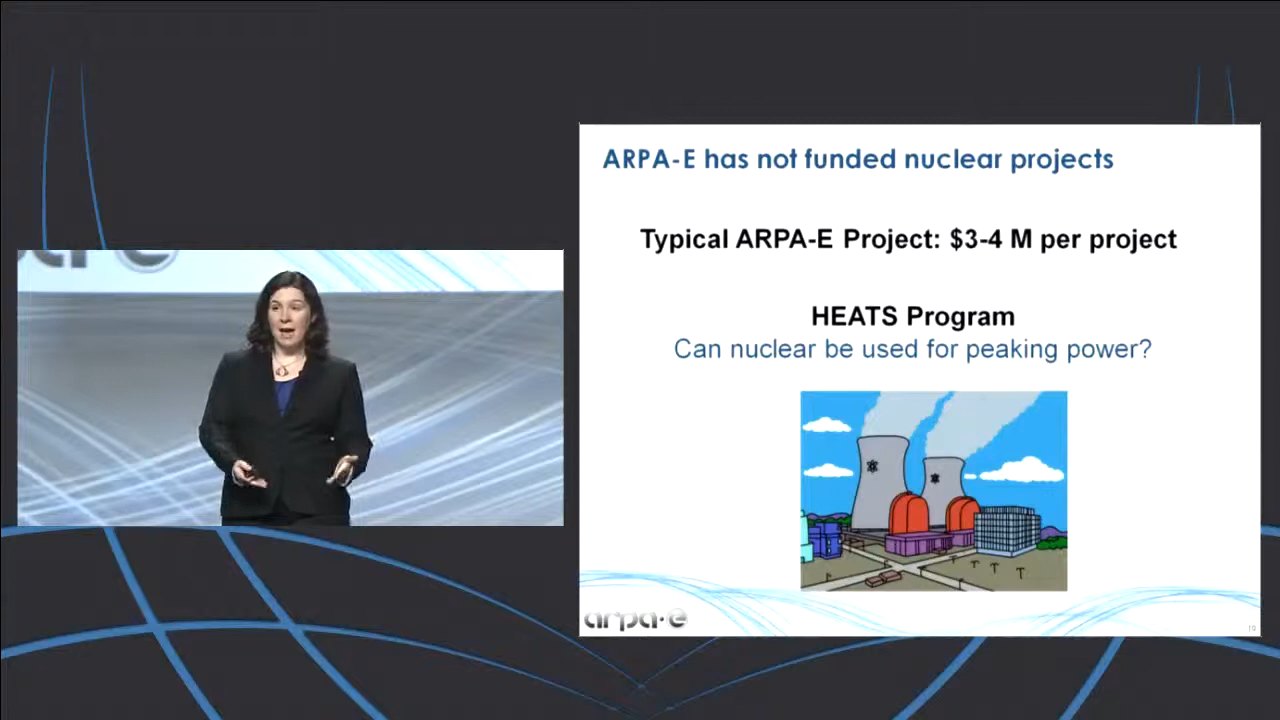 ARPA-E has not funded nuclear projects
Typical ARPA-E Project: $3-4 M per project
HEATS Program
Can nuclear be used for peaking power?
arpa·e
10